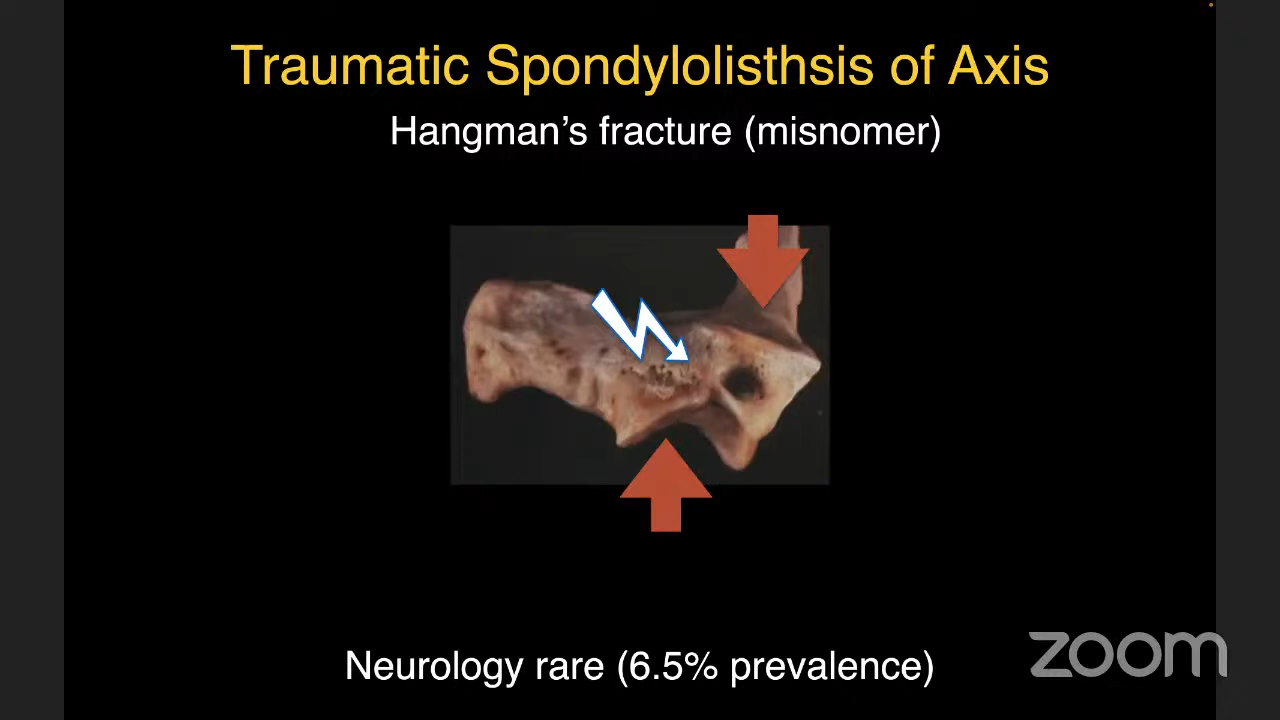 Traumatic Spondylolisthsis of Axis
Hangman’s fracture (misnomer)
Neurology rare (6.5% prevalence)
zoom